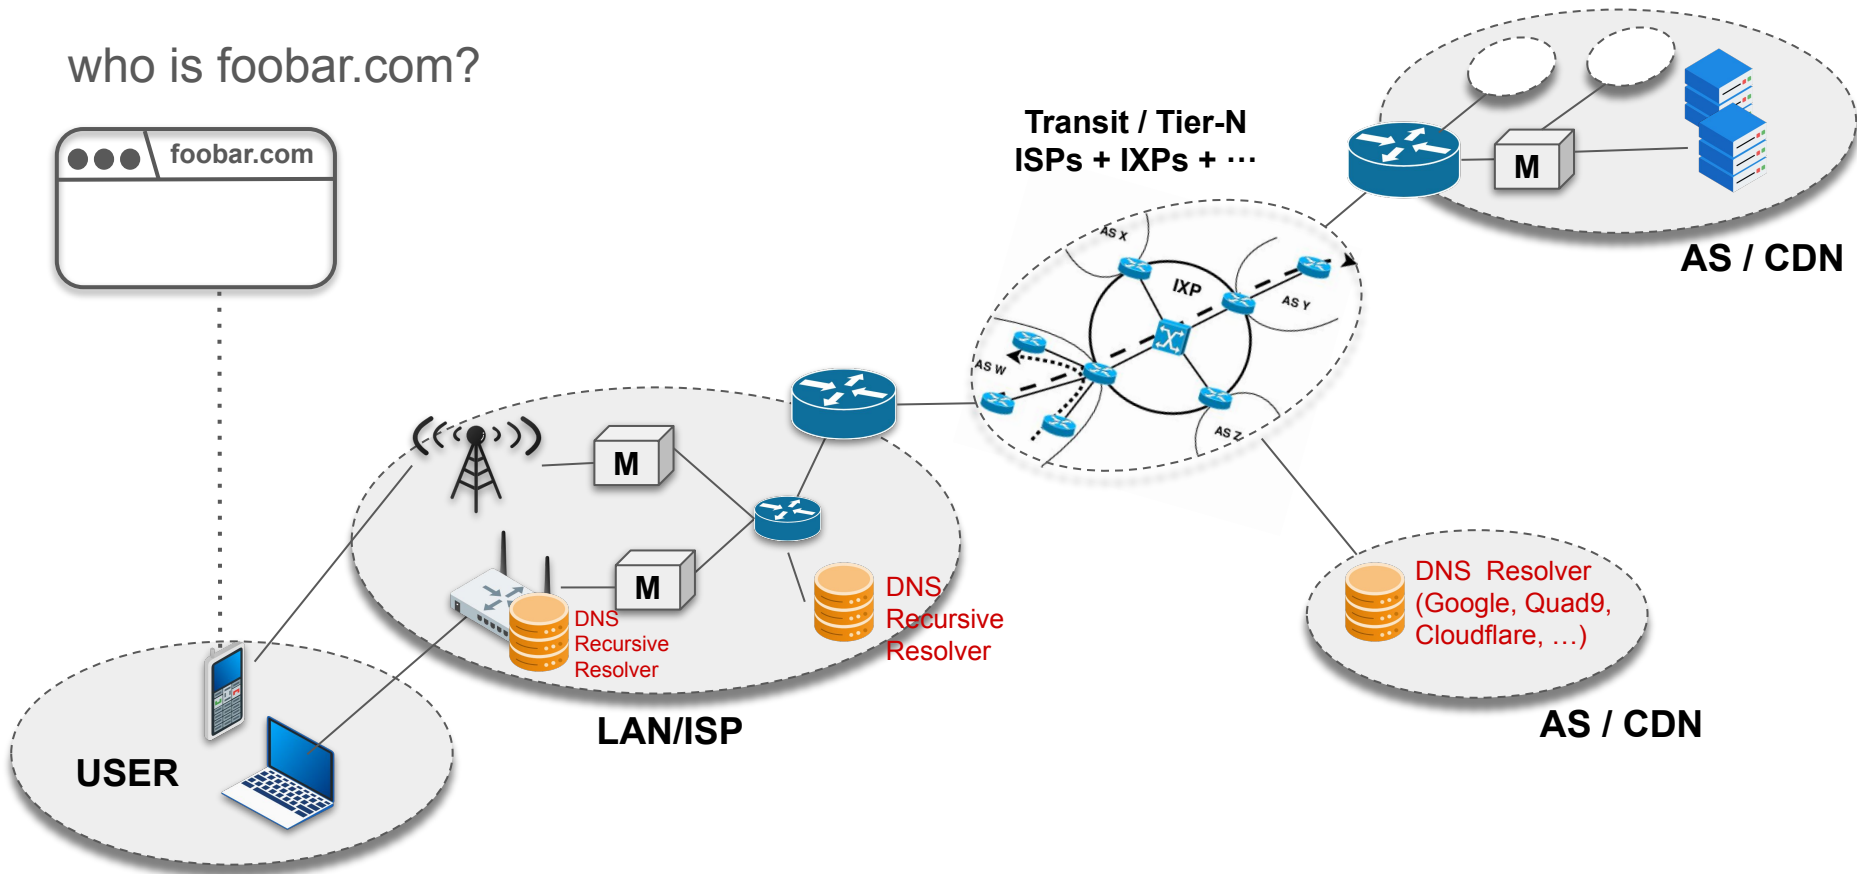 who is foobar.com?
foobar.com
Transit / Tier-N
ISPs + IXPs + ...
M
AS / CDN
AS X
IXP
AS Y
AS W
AS Z
M
M
DNS
Recursive
Resolver
DNS
Recursive
Resolver
LAN/ISP
USER
DNS Resolver
(Google, Quad9,
Cloudflare, …)
AS / CDN